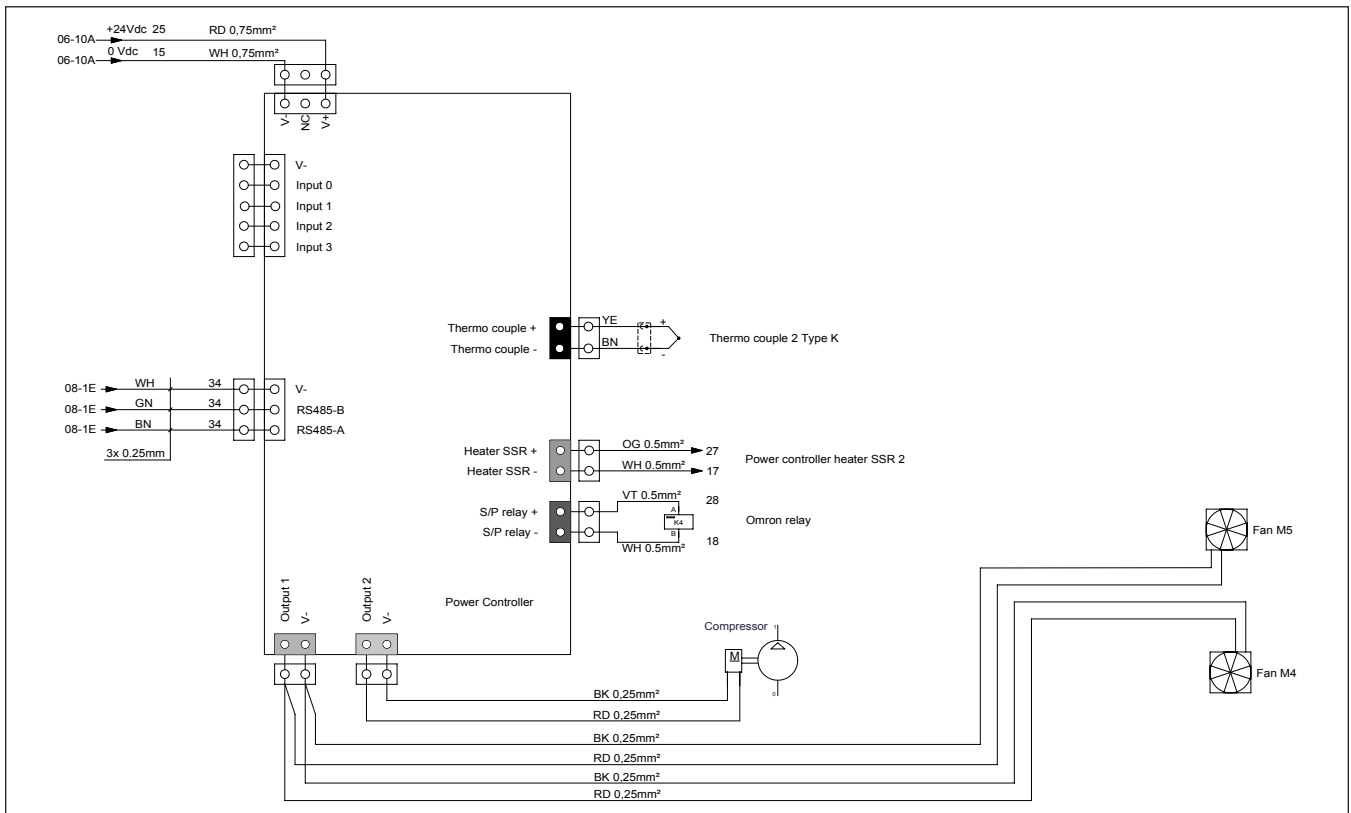 +24Vdc 25 RD 0,75mm²
06-10A
0 Vdc 15 WH 0,75mm²
06-10A
V-
NC
V+
V-
Input 0
Input 1
Input 2
Input 3
Thermo couple + YE +
Thermo couple 2 Type K
Thermo couple - BN -
08-1E WH 34 V-
08-1E GN 34 RS485-B
08-1E BN 34 RS485-A
3x 0.25mm
Heater SSR + OG 0.5mm² 27
Power controller heater SSR 2
Heater SSR - WH 0.5mm² 17
VT 0.5mm² 28
S/P relay + A
K4 Omron relay
S/P relay - B
WH 0.5mm² 18
Fan M5
Output 1
V-
Output 2
V-
Power Controller
Compressor 1
M
0
Fan M4
BK 0,25mm²
RD 0,25mm²
BK 0,25mm²
RD 0,25mm²
BK 0,25mm²
RD 0,25mm²